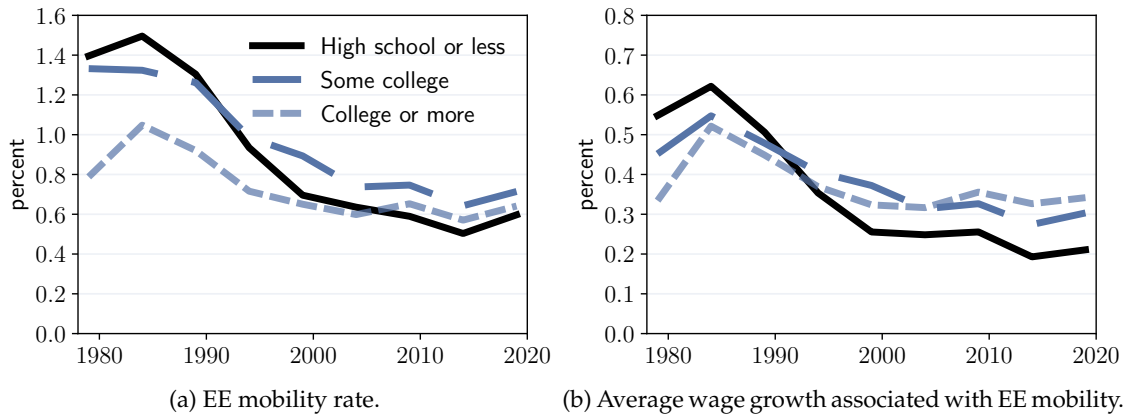 1.6
1.4
1.2
1.0
0.8
0.6
0.4
0.2
0.0
percent
High school or less
Some college
College or more
1980 1990 2000 2010 2020
(a) EE mobility rate.
0.8
0.7
0.6
0.5
0.4
0.3
0.2
0.1
0.0
percent
1980 1990 2000 2010 2020
(b) Average wage growth associated with EE mobility.